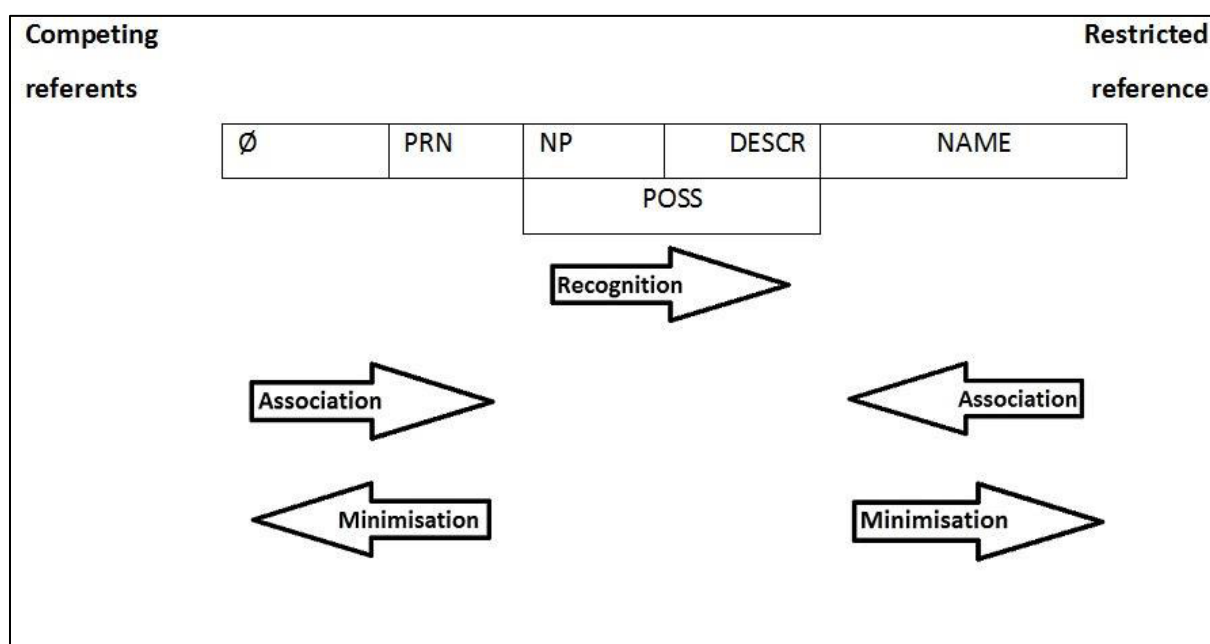 Competing
referents
Restricted
reference
Ø PRN NP DESCR NAME
POSS
Recognition
Association Association
Minimisation Minimisation